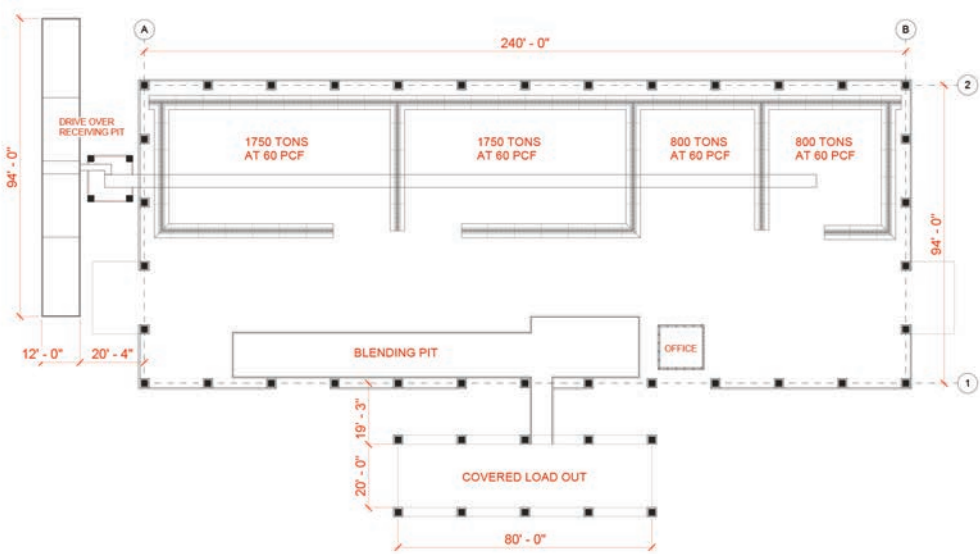 A
B
240' - 0"
2
DRIVE OVER
RECEIVING PIT
1750 TONS
AT 60 PCF
1750 TONS
AT 60 PCF
800 TONS
AT 60 PCF
800 TONS
AT 60 PCF
94' - 0"
94' - 0"
12' - 0"
20' - 4"
BLENDING PIT
OFFICE
1
19' - 3"
20' - 0"
COVERED LOAD OUT
80' - 0"